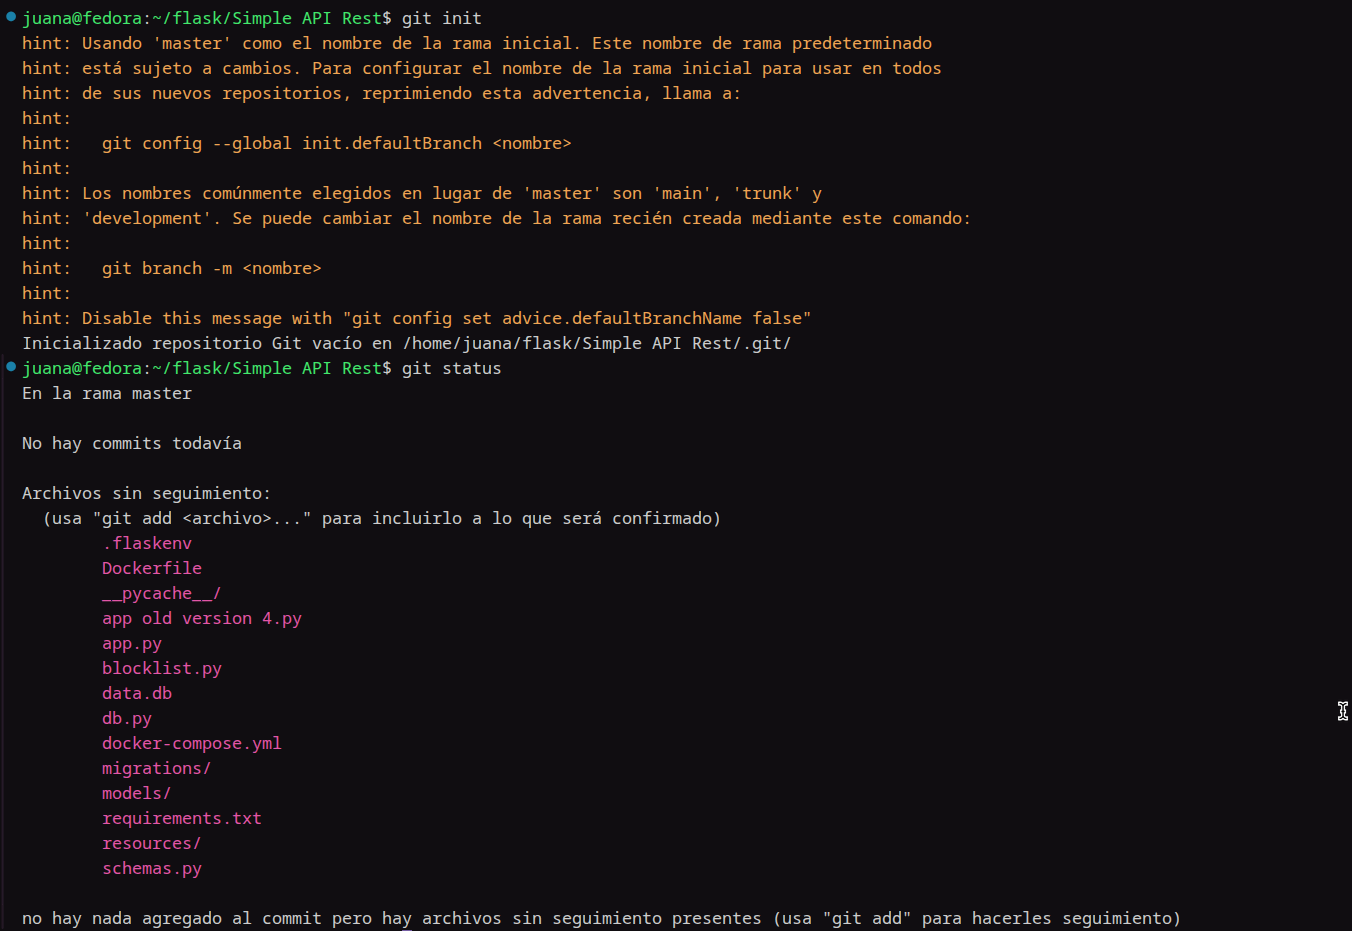 juana@fedora:~/flask/Simple API Rest$ git init
hint: Usando 'master' como el nombre de la rama inicial. Este nombre de rama predeterminado
hint: está sujeto a cambios. Para configurar el nombre de la rama inicial para usar en todos
hint: de sus nuevos repositorios, reprimiendo esta advertencia, llama a:
hint:
hint:   git config --global init.defaultBranch <nombre>
hint:
hint: Los nombres comúnmente elegidos en lugar de 'master' son 'main', 'trunk' y
hint: 'development'. Se puede cambiar el nombre de la rama recién creada mediante este comando:
hint:
hint:   git branch -m <nombre>
hint:
hint: Disable this message with "git config set advice.defaultBranchName false"
Inicializado repositorio Git vacío en /home/juana/flask/Simple API Rest/.git/
juana@fedora:~/flask/Simple API Rest$ git status
En la rama master

No hay commits todavía

Archivos sin seguimiento:
  (usa "git add <archivo>..." para incluirlo a lo que será confirmado)
        .flaskenv
        Dockerfile
        __pycache__/
        app old version 4.py
        app.py
        blocklist.py
        data.db
        db.py
        docker-compose.yml
        migrations/
        models/
        requirements.txt
        resources/
        schemas.py

no hay nada agregado al commit pero hay archivos sin seguimiento presentes (usa "git add" para hacerles seguimiento)